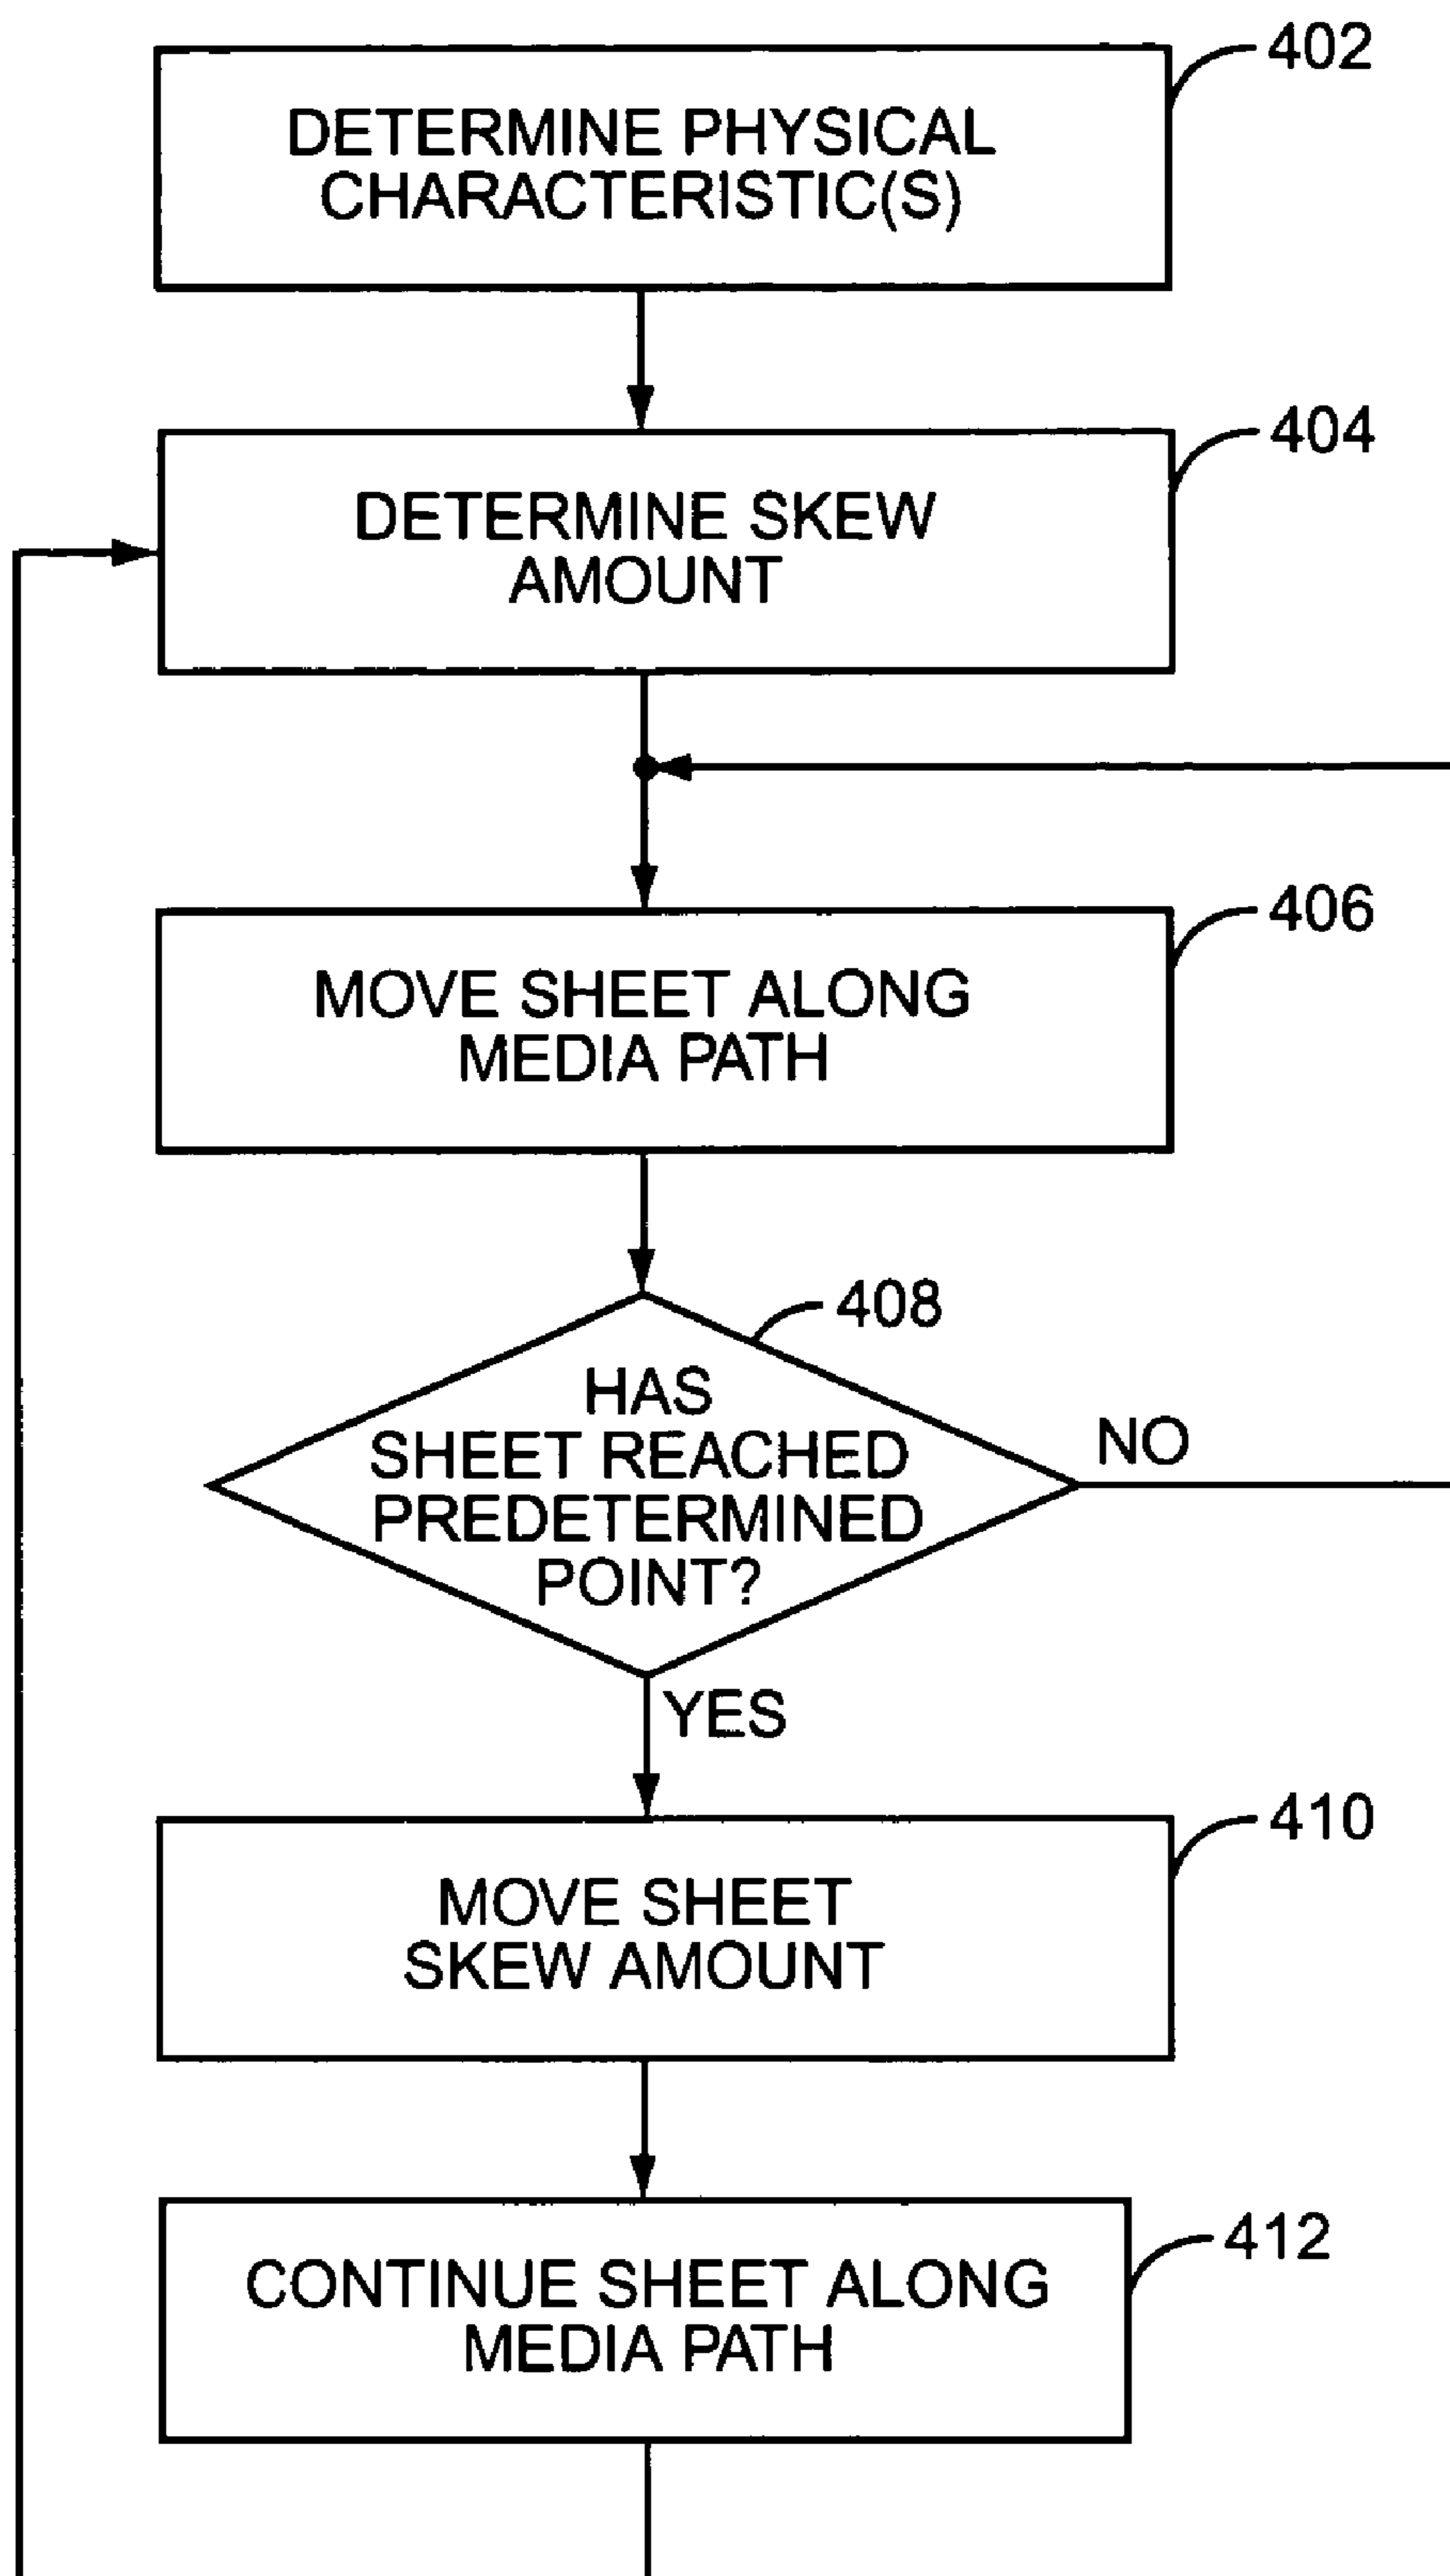 402
DETERMINE PHYSICAL
CHARACTERISTIC(S)
404
DETERMINE SKEW
AMOUNT
406
MOVE SHEET ALONG
MEDIA PATH
408
HAS
SHEET REACHED
PREDETERMINED
POINT?
NO
YES
410
MOVE SHEET
SKEW AMOUNT
412
CONTINUE SHEET ALONG
MEDIA PATH